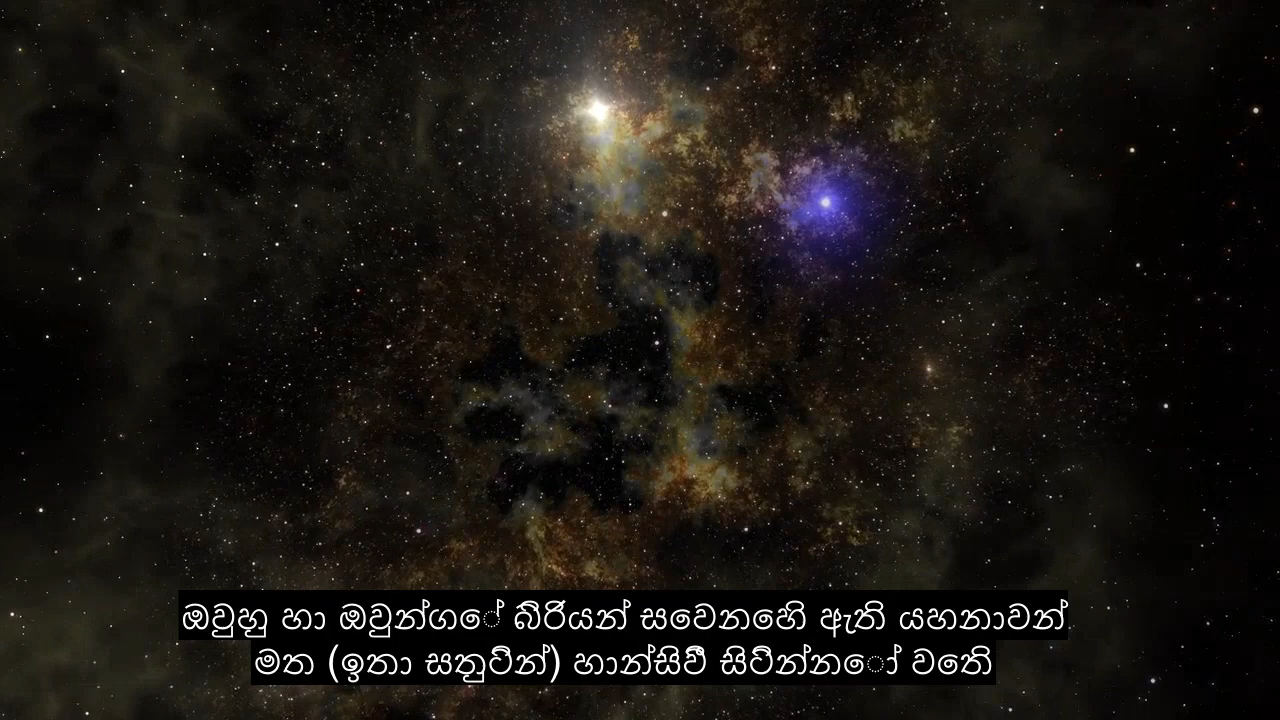 ඔවුහු හා ඔවුන්ගේ බිරියන් සෙවනෙහි ඇති යහනාවන්
මත (ඉතා සතුටින්) හාන්සිවී සිටින්නෝ වෙති